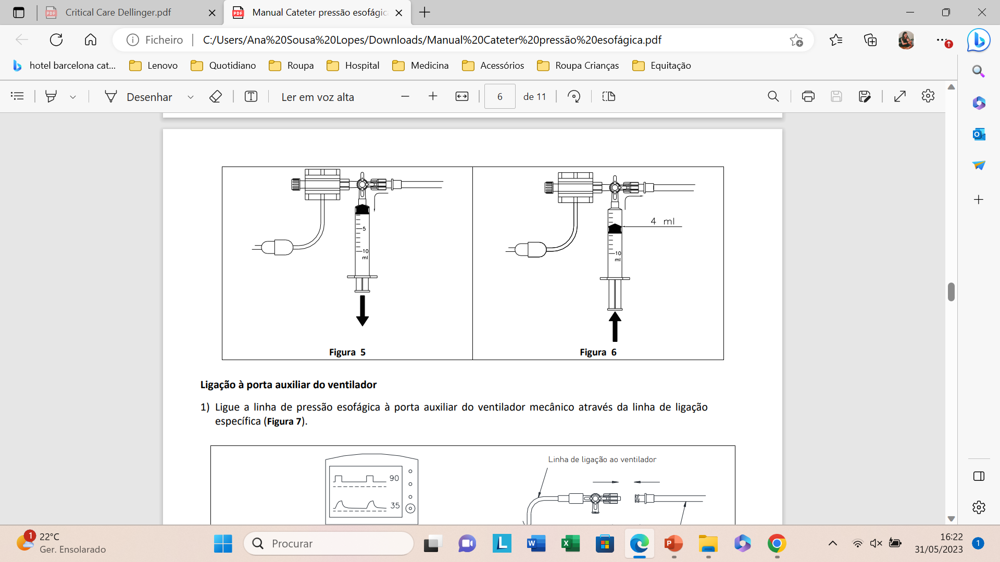 Critical Care Dellinger.pdf
Manual Cateter pressão esofágic
Ficheiro
C:/Users/Ana%20Sousa%20Lopes/Downloads/Manual%20Cateter%20pressão%20esofágica.pdf
hotel barcelona cat...
Lenovo
Quotidiano
Roupa
Hospital
Medicina
Acessórios
Roupa Crianças
Equitação
Desenhar
Ler em voz alta
6
de 11
5
10
ml
Figura 5
4 ml
10
ml
Figura 6
Ligação à porta auxiliar do ventilador
1) Ligue a linha de pressão esofágica à porta auxiliar do ventilador mecânico através da linha de ligação
específica (Figura 7).
90
35
Linha de ligação ao ventilador
1
22°C
Ger. Ensolarado
Procurar
16:22
31/05/2023
1